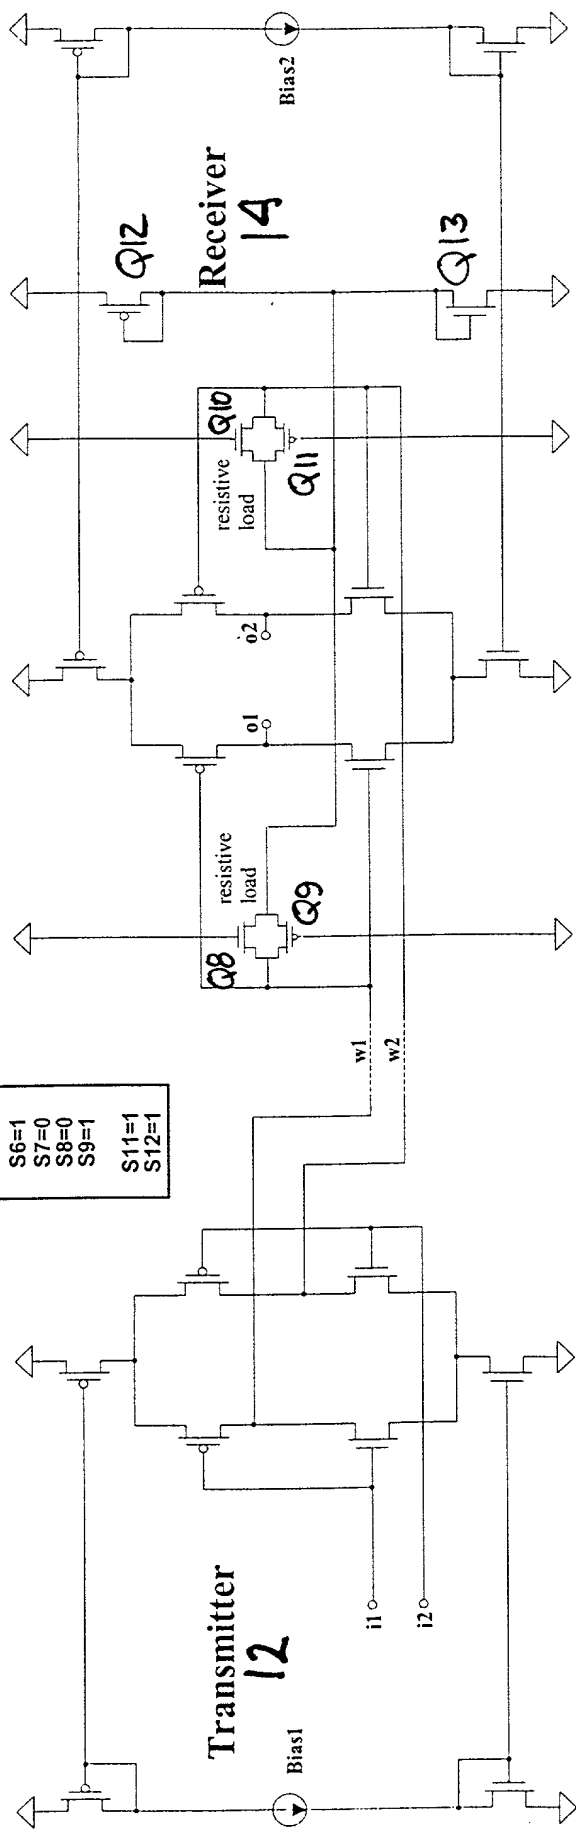 S6=1
S7=0
S8=0
S9=1
S11=1
S12=1
Transmitter
12
Bias1
i1
i2
w1
w2
Q8
Q9
resistive
load
o1
o2
resistive
load
Q10
Q11
Q12
Q13
Receiver
14
Bias2